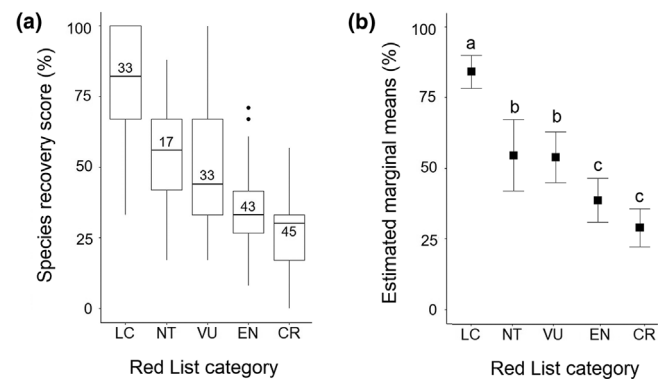 (a)
Species recovery score (%)
100
75
50
25
0
33
17
33
43
45
LC NT VU EN CR
Red List category
(b)
Estimated marginal means (%)
100
75
50
25
0
a
b
b
c
c
LC NT VU EN CR
Red List category